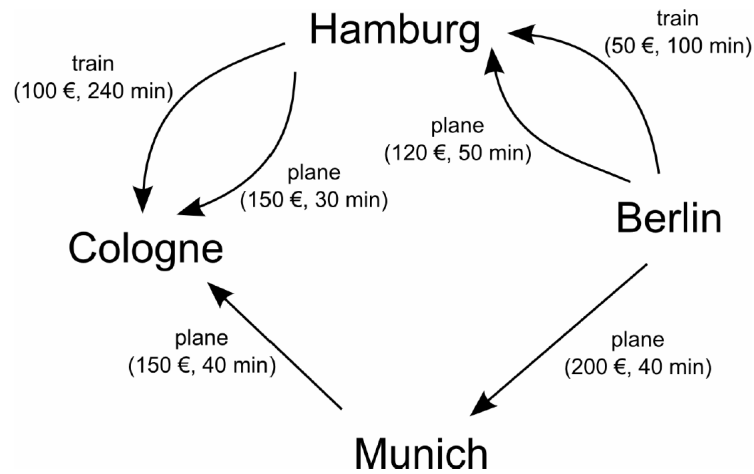 Hamburg
train
(50 €, 100 min)
train
(100 €, 240 min)
plane
(120 €, 50 min)
plane
(150 €, 30 min)
Berlin
Cologne
plane
(150 €, 40 min)
plane
(200 €, 40 min)
Munich